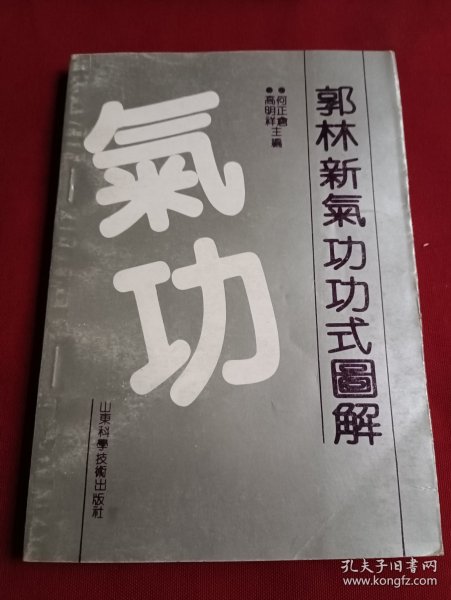 郭林新氣功功式圖解
●何正倉主編
●高明祥
氣功
山東科學技術出版社
孔夫子旧书网
www.kongfz.com